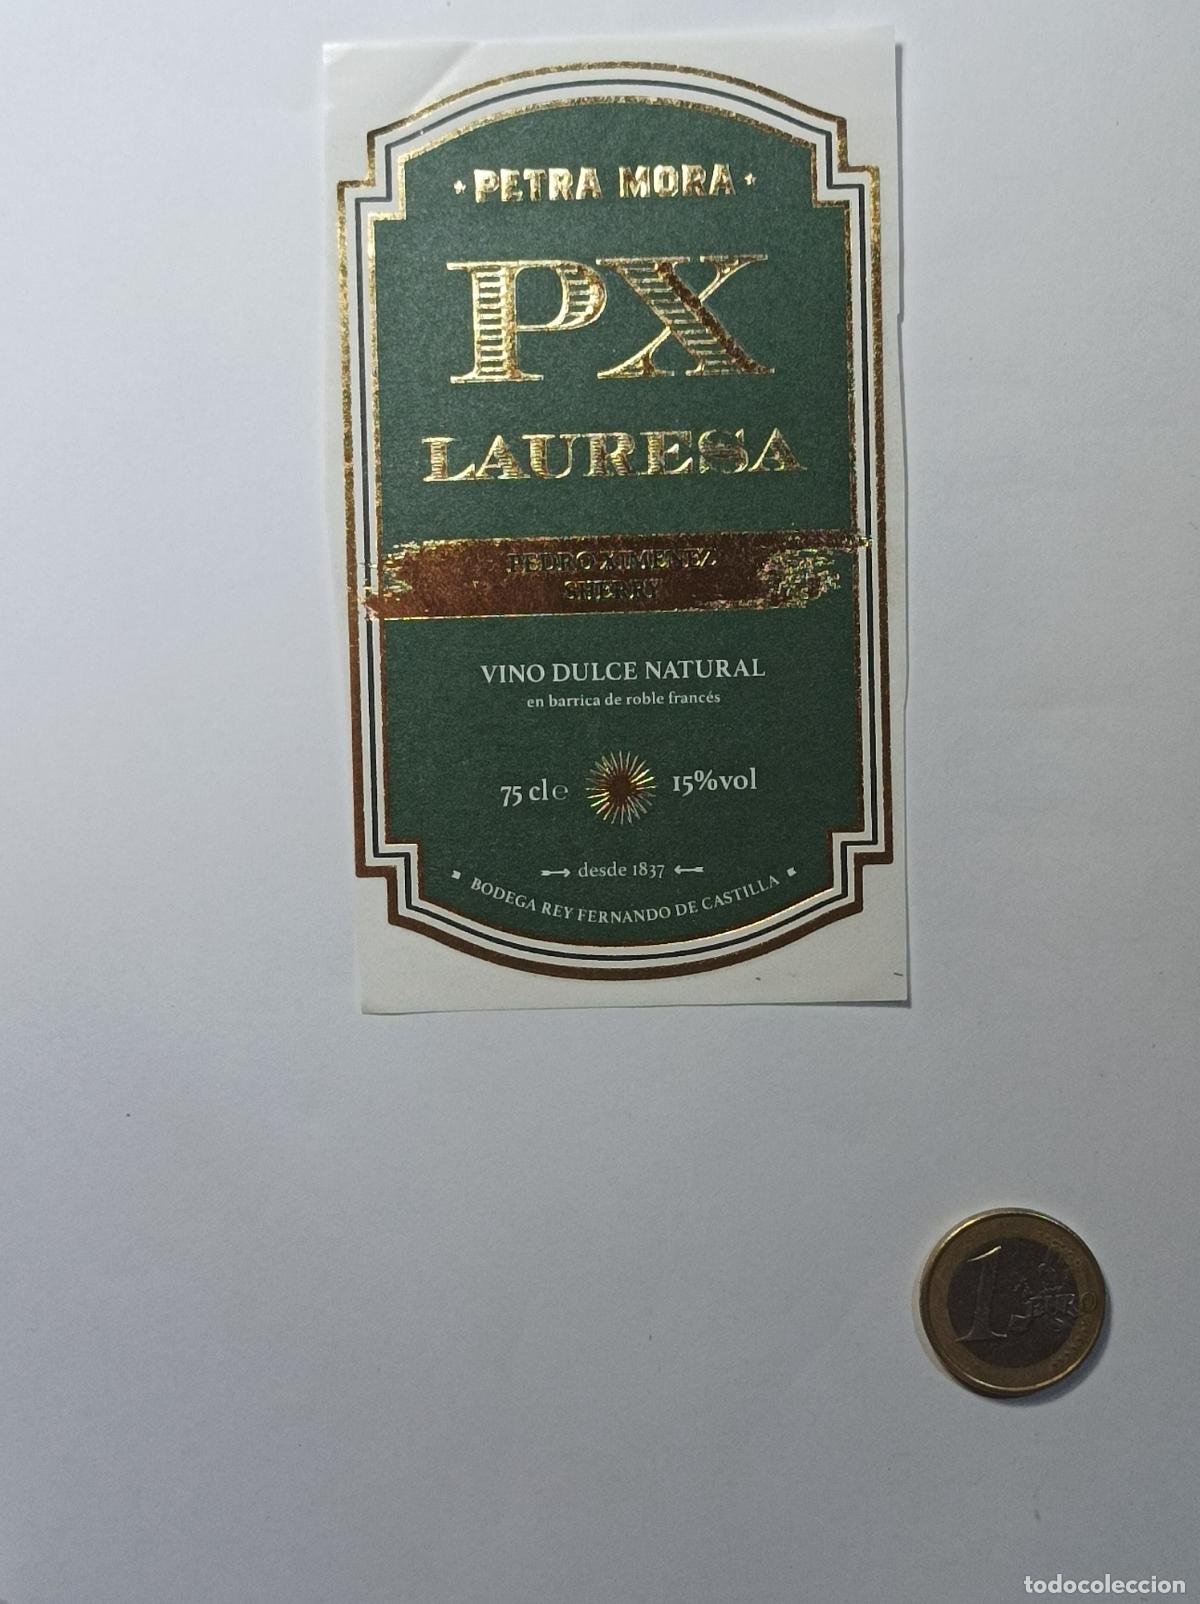 PETRA MORA
PX
LAURESA
PEDRO XIMENEZ
SHERRY
VINO DULCE NATURAL
en barrica de roble francés
75 cl e 15%vol
desde 1837
BODEGA REY FERNANDO DE CASTILLA
1 EURO
todocoleccion